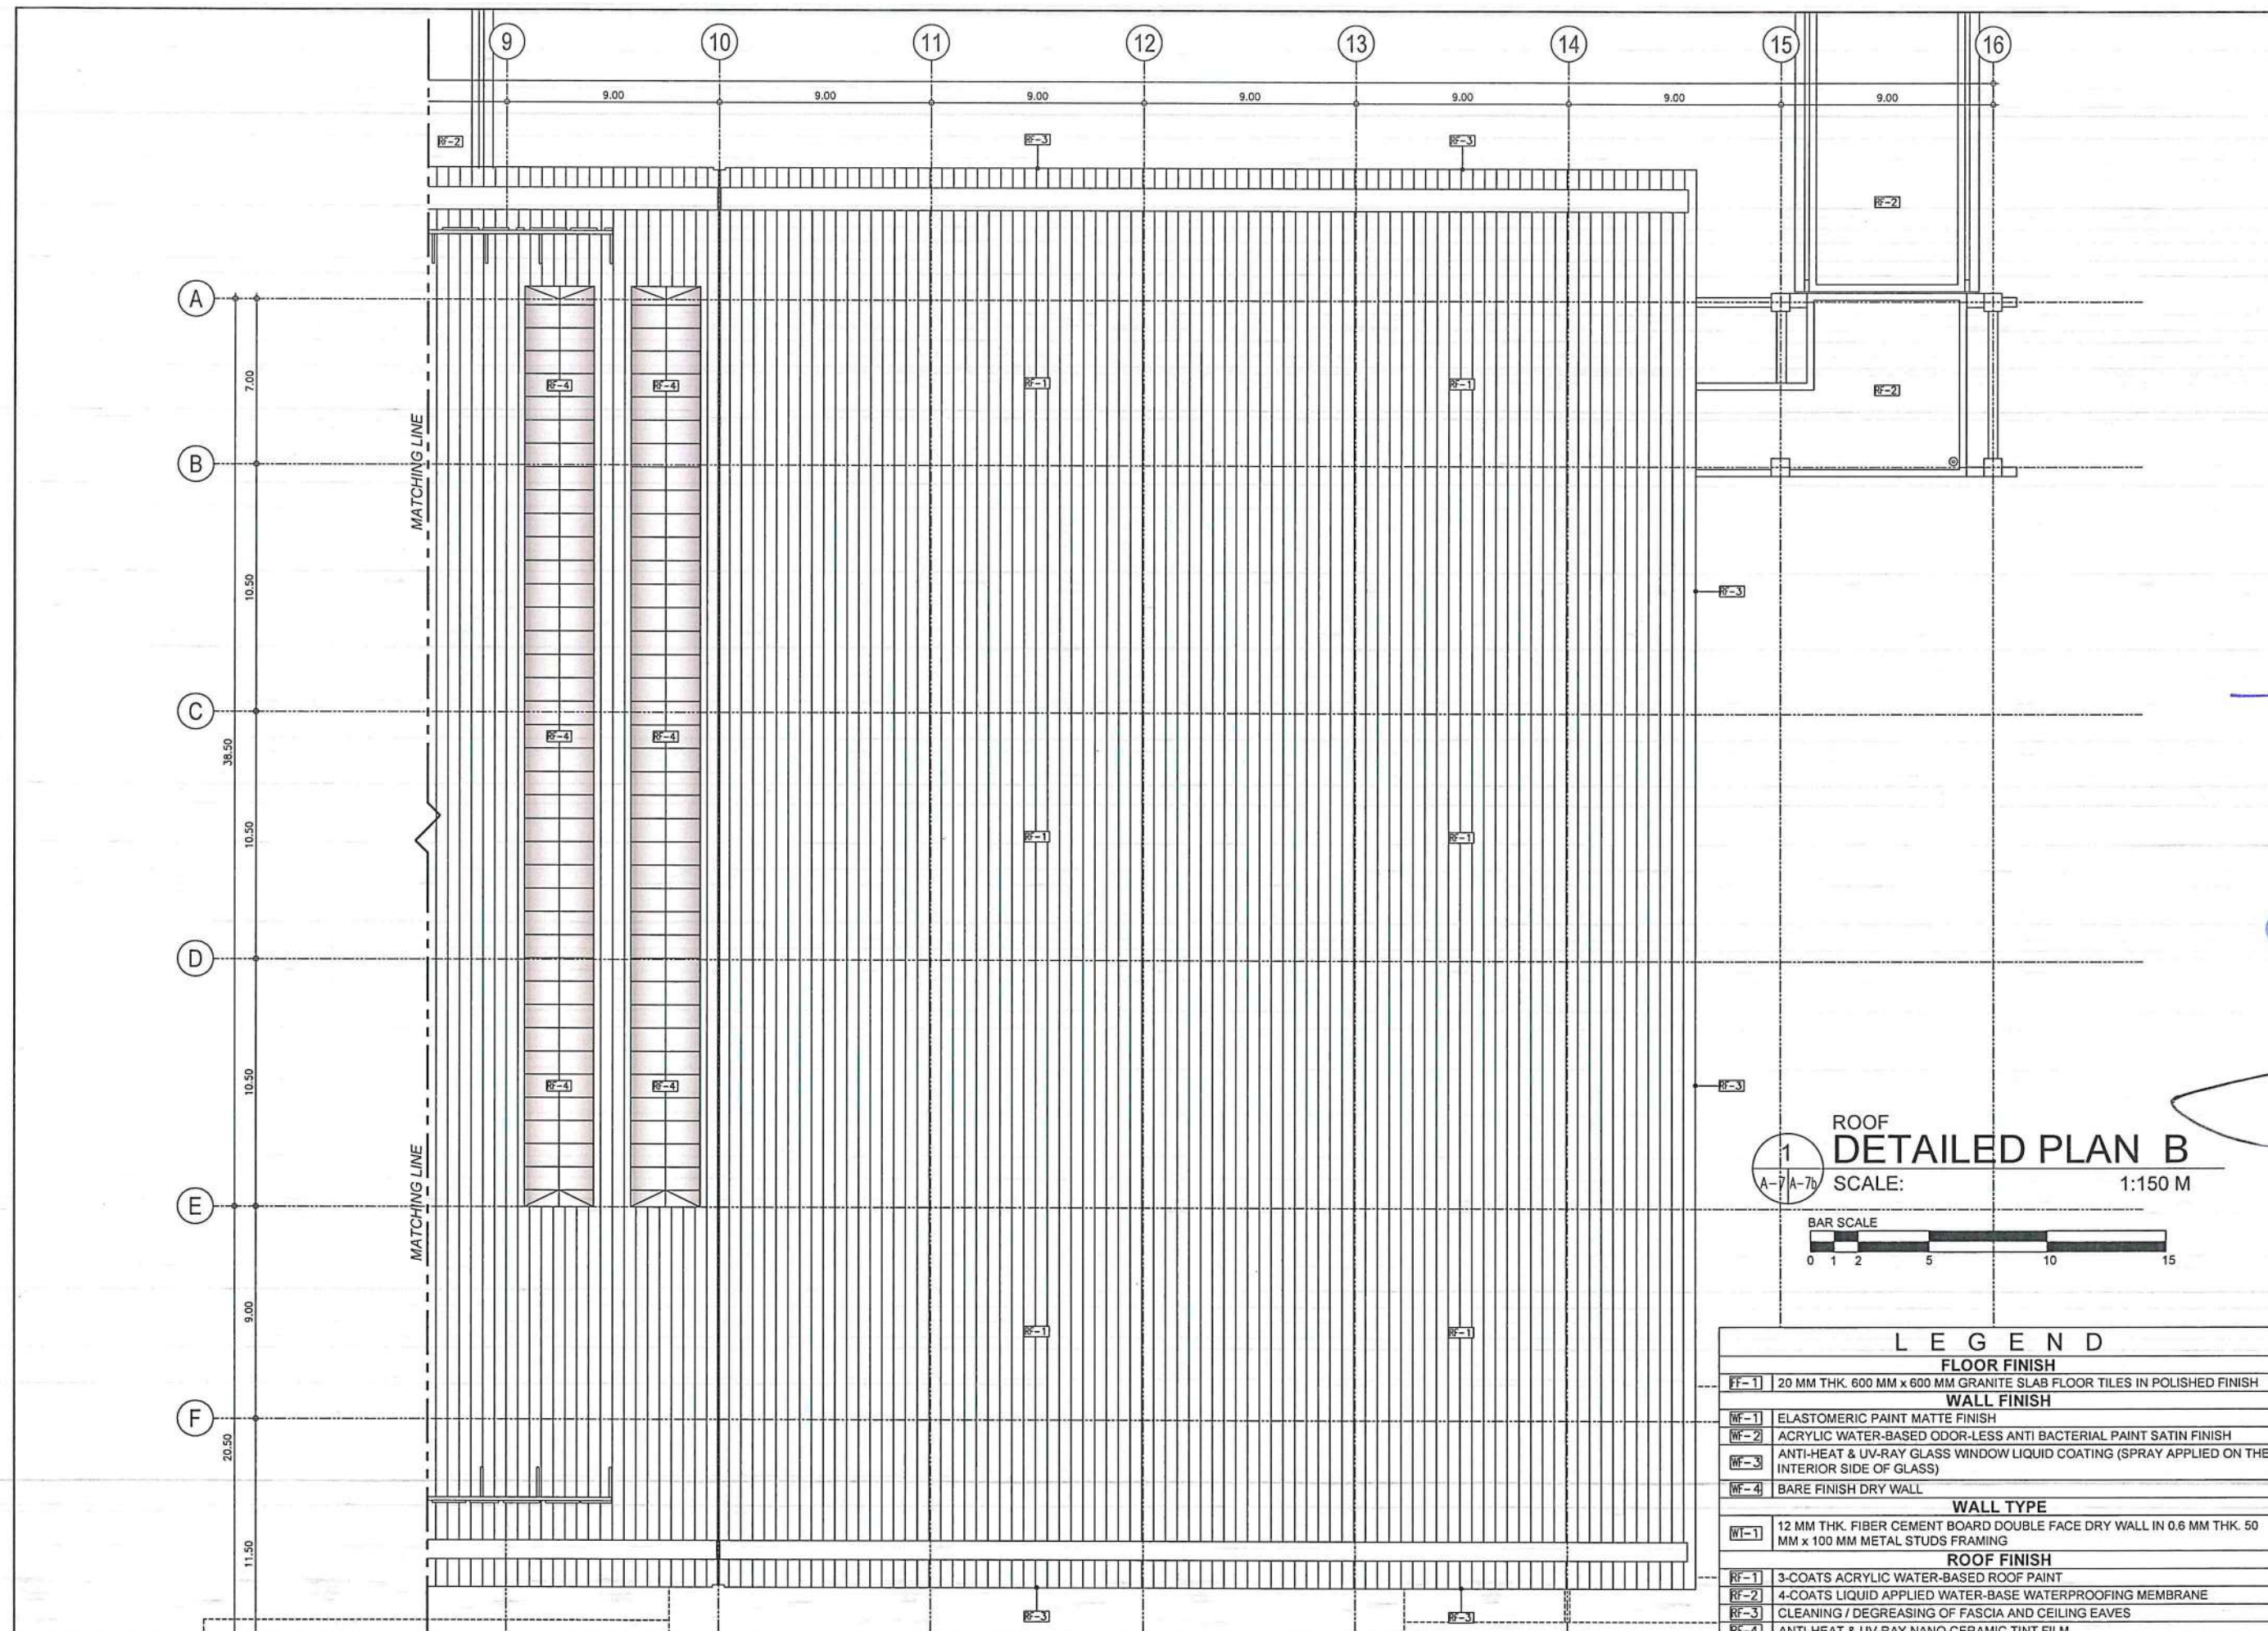 9 10 11 12 13 14 15 16
9.00 9.00 9.00 9.00 9.00 9.00 9.00
RF-2 RF-3 RF-3
RF-2
A
7.00
RF-4 RF-4 RF-1 RF-1 RF-2
MATCHING LINE
B
10.50
RF-3
C
38.50
RF-4 RF-4
10.50
RF-1 RF-1
D
10.50
RF-4 RF-4 RF-3
MATCHING LINE
E
1
A-7 A-7b
ROOF
DETAILED PLAN B
SCALE: 1:150 M
BAR SCALE
0 1 2 5 10 15
9.00
RF-1 RF-1
F
20.50
11.50
RF-3 RF-3
LEGEND
FLOOR FINISH
FF-1 20 MM THK. 600 MM x 600 MM GRANITE SLAB FLOOR TILES IN POLISHED FINISH
WALL FINISH
WF-1 ELASTOMERIC PAINT MATTE FINISH
WF-2 ACRYLIC WATER-BASED ODOR-LESS ANTI BACTERIAL PAINT SATIN FINISH
WF-3 ANTI-HEAT & UV-RAY GLASS WINDOW LIQUID COATING (SPRAY APPLIED ON THE
INTERIOR SIDE OF GLASS)
WF-4 BARE FINISH DRY WALL
WALL TYPE
WT-1 12 MM THK. FIBER CEMENT BOARD DOUBLE FACE DRY WALL IN 0.6 MM THK. 50
MM x 100 MM METAL STUDS FRAMING
ROOF FINISH
RF-1 3-COATS ACRYLIC WATER-BASED ROOF PAINT
RF-2 4-COATS LIQUID APPLIED WATER-BASE WATERPROOFING MEMBRANE
RF-3 CLEANING / DEGREASING OF FASCIA AND CEILING EAVES
RF-4 ANTI-HEAT & UV-RAY NANO CERAMIC TINT FILM